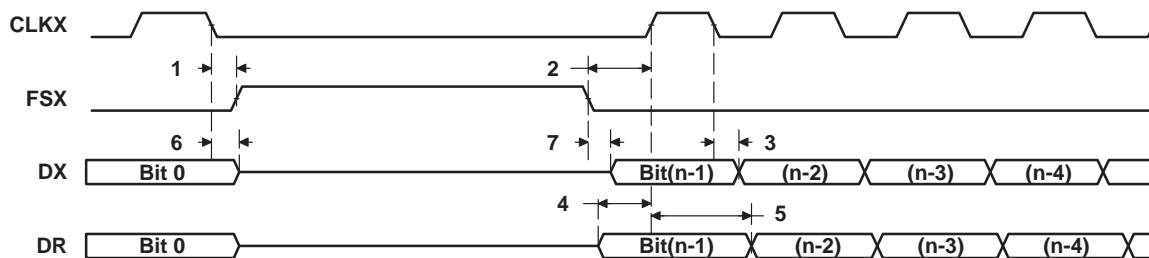 CLKX
1 2
FSX
6 7 3
DX Bit 0 Bit(n-1) (n-2) (n-3) (n-4)
4 5
DR Bit 0 Bit(n-1) (n-2) (n-3) (n-4)